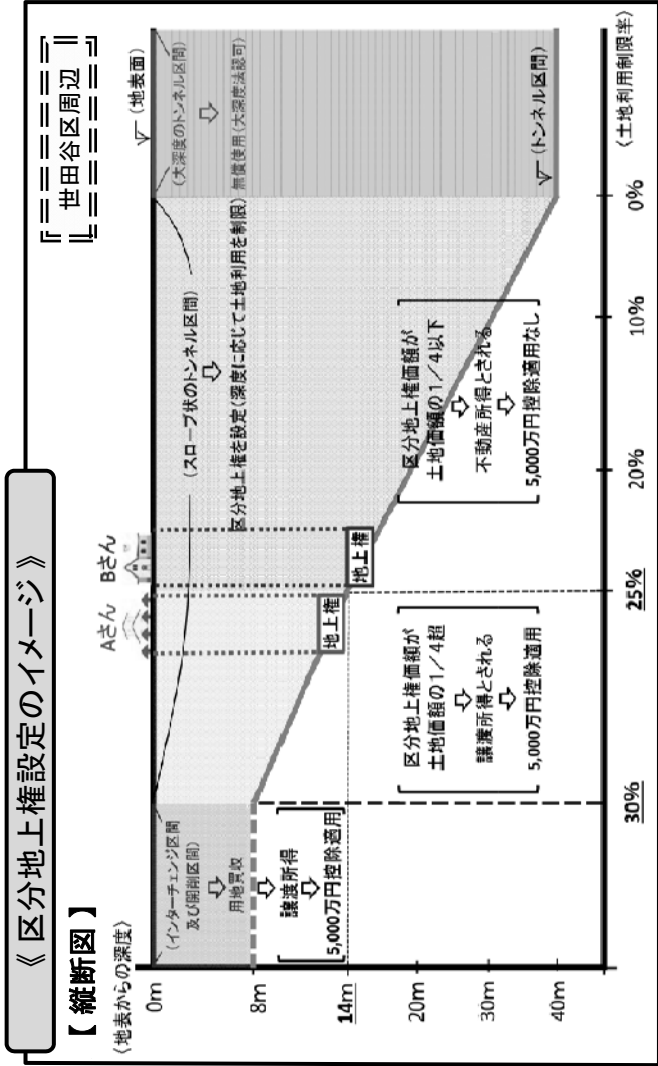 《 区分地上権設定のイメージ 》
【 縦断図 】
世田谷区周辺
〈地表からの深度〉
0m
8m
14m
20m
30m
40m
Aさん
Bさん
(地表面)
(インターチェンジ区間
及び開削区間)
用地買収
譲渡所得
5,000万円控除適用
(スロープ状のトンネル区間)
区分地上権を設定(深度に応じて土地利用を制限)
(大深度のトンネル区間)
無償使用(大深度法認可)
地上権
地上権
(トンネル区間)
区分地上権価額が
土地価額の1/4超
譲渡所得とされる
5,000万円控除適用
区分地上権価額が
土地価額の1/4以下
不動産所得とされる
5,000万円控除適用なし
30%
25%
20%
10%
0%
〈土地利用制限率〉